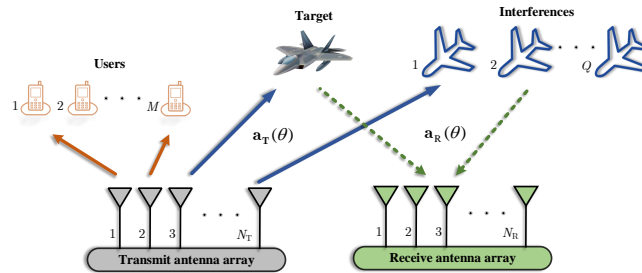 Target
Interferences
Users
1 2 · · · Q
1 2 · · · M
a_T(θ)
a_R(θ)
1 2 3 · · · N_T
1 2 3 · · · N_R
Transmit antenna array
Receive antenna array